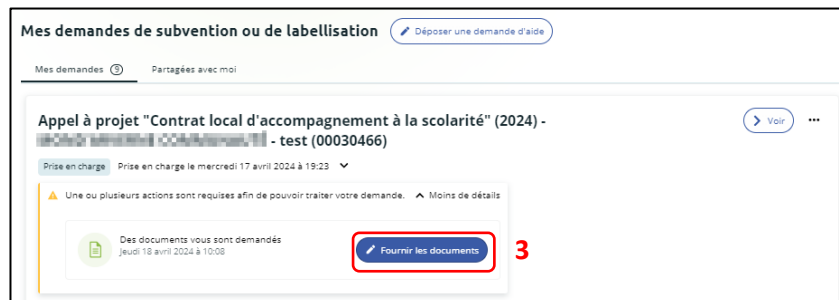 Mes demandes de subvention ou de labellisation Déposer une demande d'aide
Mes demandes (9) Partagées avec moi
Appel à projet "Contrat local d'accompagnement à la scolarité" (2024) - Voir ...
- test (00030466)
Prise en charge Prise en charge le mercredi 17 avril 2024 à 19:23
Une ou plusieurs actions sont requises afin de pouvoir traiter votre demande. Moins de détails
Des documents vous sont demandés
Jeudi 18 avril 2024 à 10:08
Fournir les documents 3